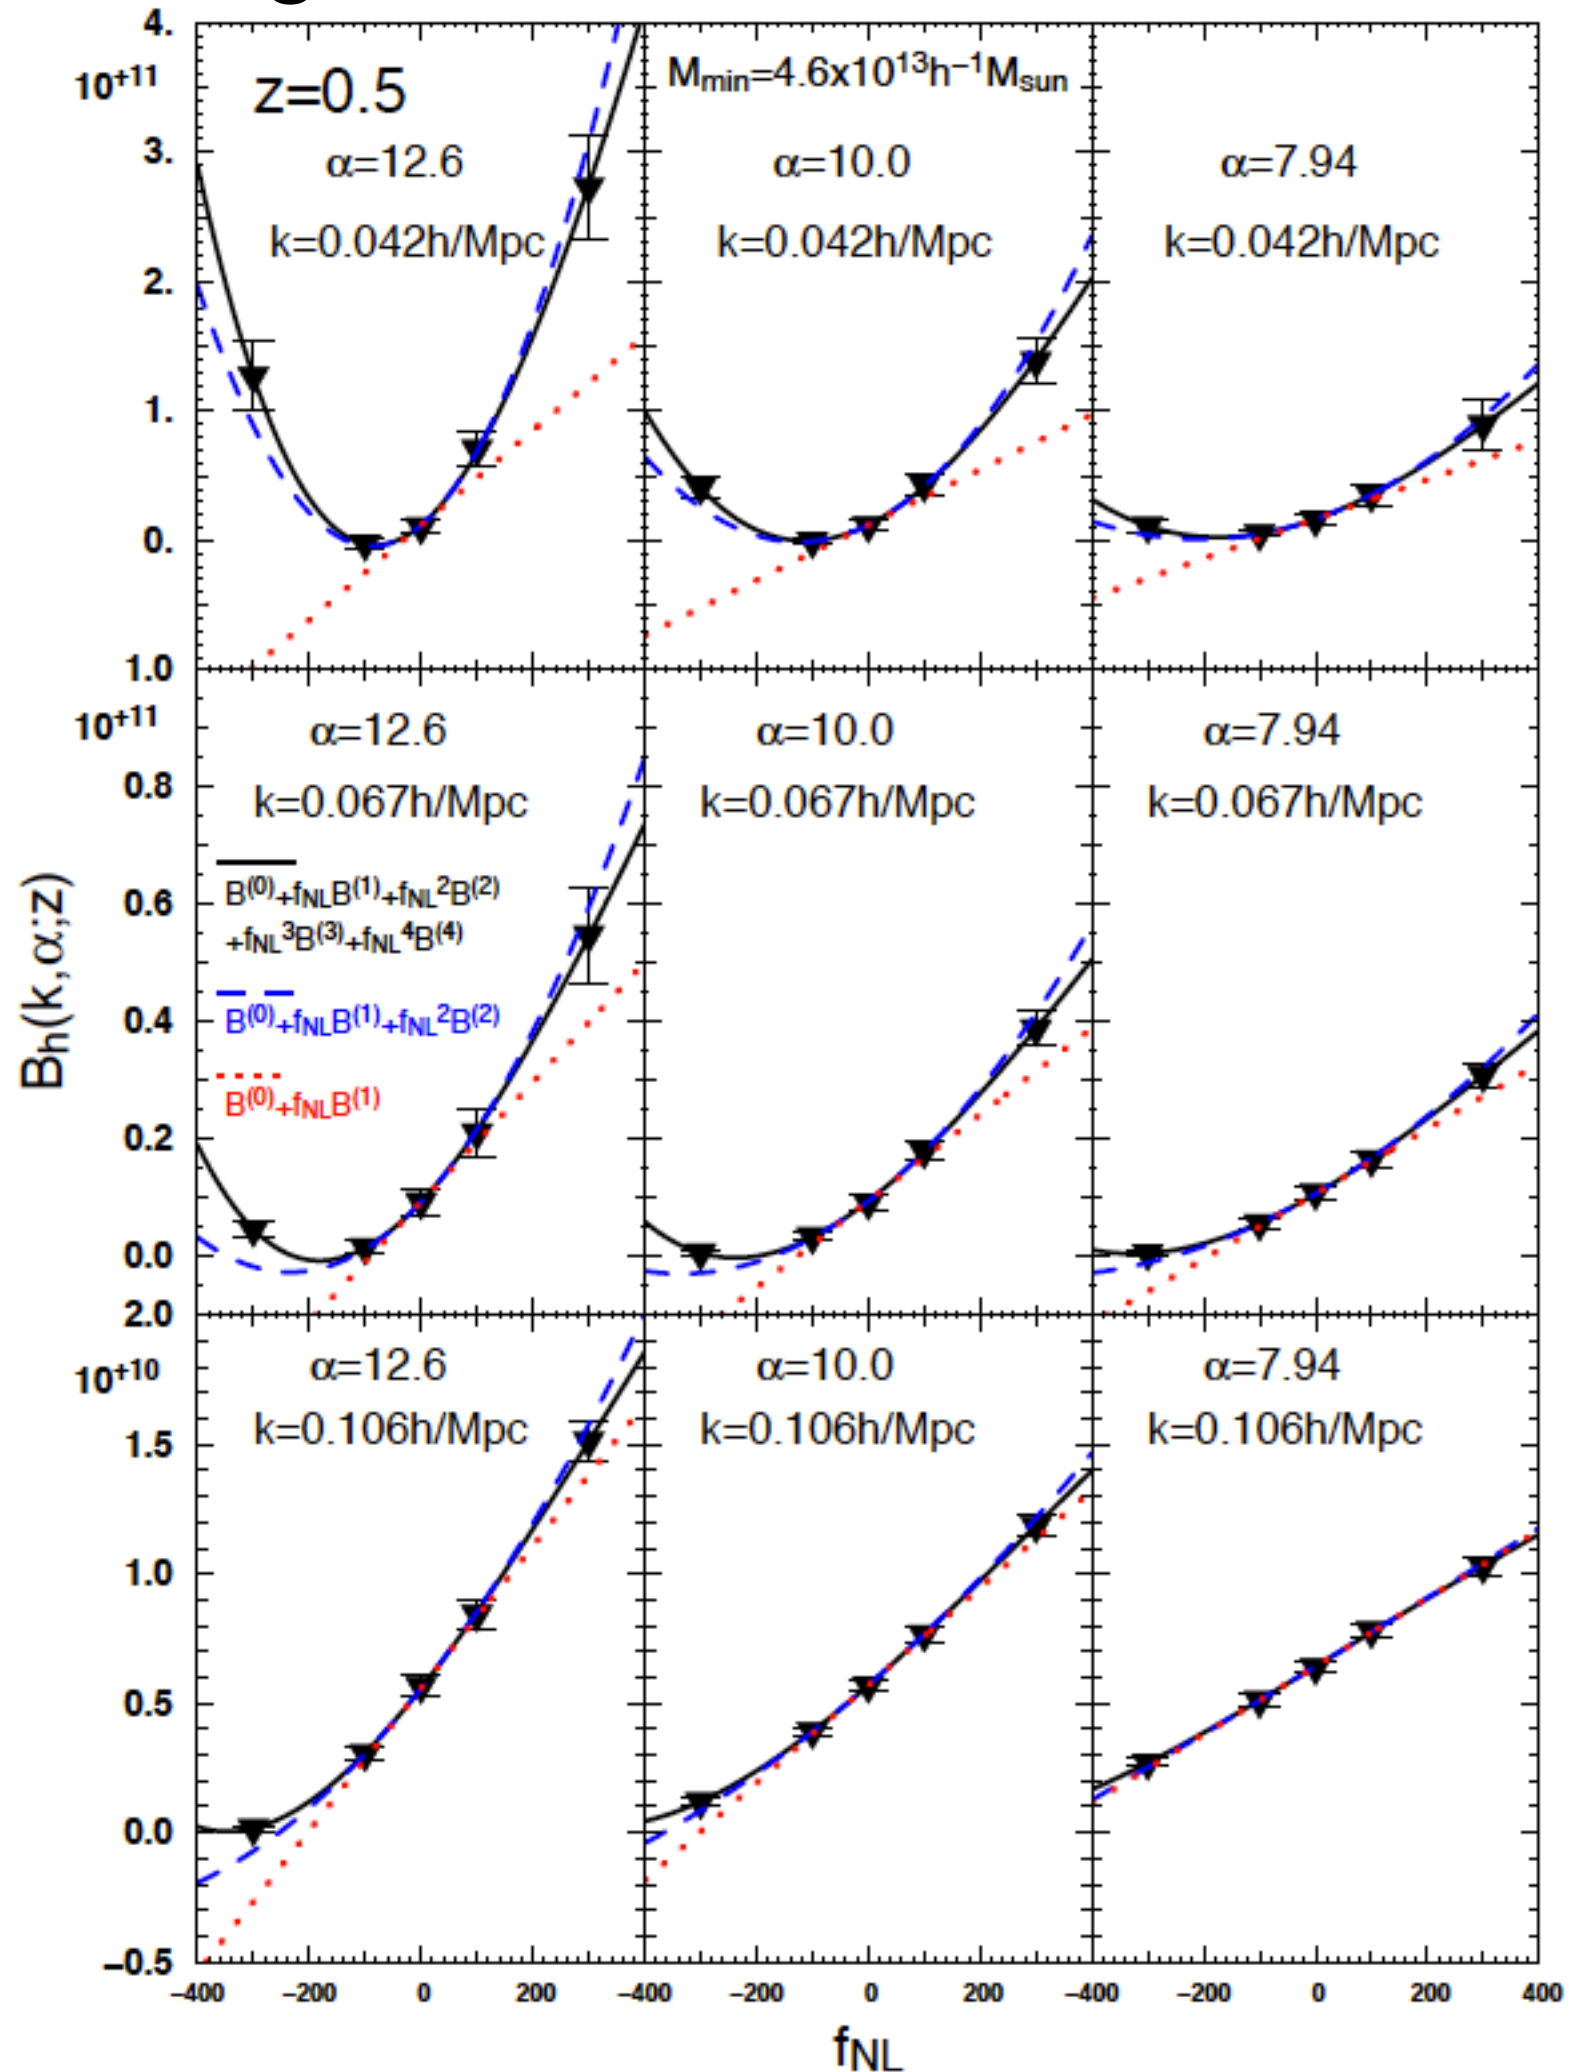 4.
10+11
z=0.5
Mmin=4.6x10¹³h⁻¹Msun
3.
α=12.6
α=10.0
α=7.94
k=0.042h/Mpc
k=0.042h/Mpc
k=0.042h/Mpc
2.
1.
0.
1.0
10+11
α=12.6
α=10.0
α=7.94
0.8
k=0.067h/Mpc
k=0.067h/Mpc
k=0.067h/Mpc
B(0)+fNLB(1)+fNL2B(2)
+fNL3B(3)+fNL4B(4)
0.6
B(0)+fNLB(1)+fNL2B(2)
0.4
B(0)+fNLB(1)
0.2
0.0
Bh(k,α;z)
2.0
10+10
α=12.6
α=10.0
α=7.94
k=0.106h/Mpc
k=0.106h/Mpc
k=0.106h/Mpc
1.5
1.0
0.5
0.0
−0.5
−400 −200 0 200 −400 −200 0 200 −400 −200 0 200 400
fNL